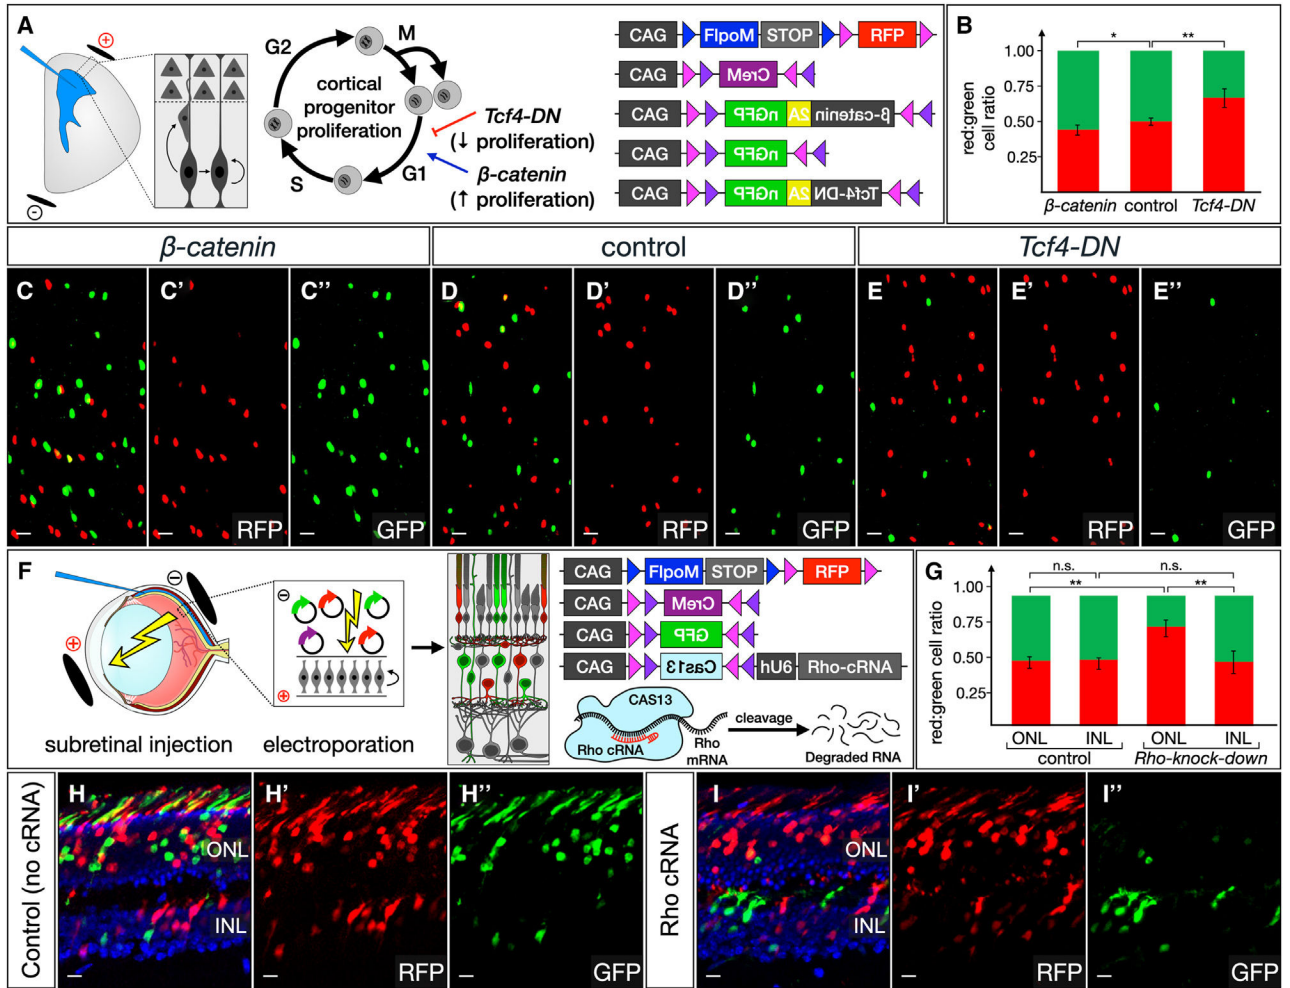 A
G2
M
cortical
progenitor
proliferation
S
G1
Tcf4-DN
(↓ proliferation)
β-catenin
(↑ proliferation)
CAG FlpoM STOP RFP
CAG CreM
CAG nGFP 2A β-catenin
CAG nGFP
CAG nGFP 2A Tcf4-DN
B
* **
red:green
cell ratio
1.00
0.75
0.50
0.25
β-catenin control Tcf4-DN
β-catenin control Tcf4-DN
C C' C'' D D' D'' E E' E''
RFP GFP RFP GFP RFP GFP
F
subretinal injection
electroporation
CAG FlpoM STOP RFP
CAG CreM
CAG GFP
CAG Cas13 hU6 Rho-cRNA
CAS13
Rho cRNA
Rho
mRNA
cleavage
Degraded RNA
G
n.s. n.s.
** **
red:green cell ratio
1.00
0.75
0.50
0.25
ONL INL ONL INL
control Rho-knock-down
Control (no cRNA)
H H' H''
ONL
INL
RFP GFP
Rho cRNA
I I' I''
ONL
INL
RFP GFP